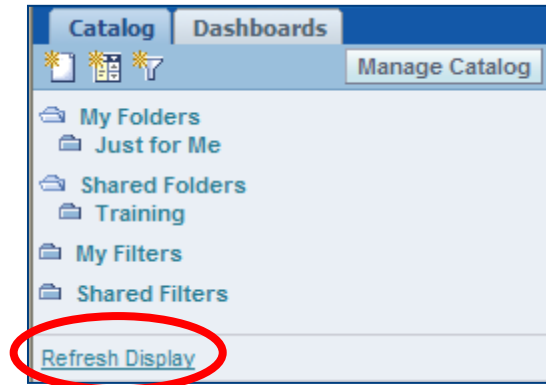 Catalog Dashboards
Manage Catalog
My Folders
Just for Me
Shared Folders
Training
My Filters
Shared Filters
Refresh Display